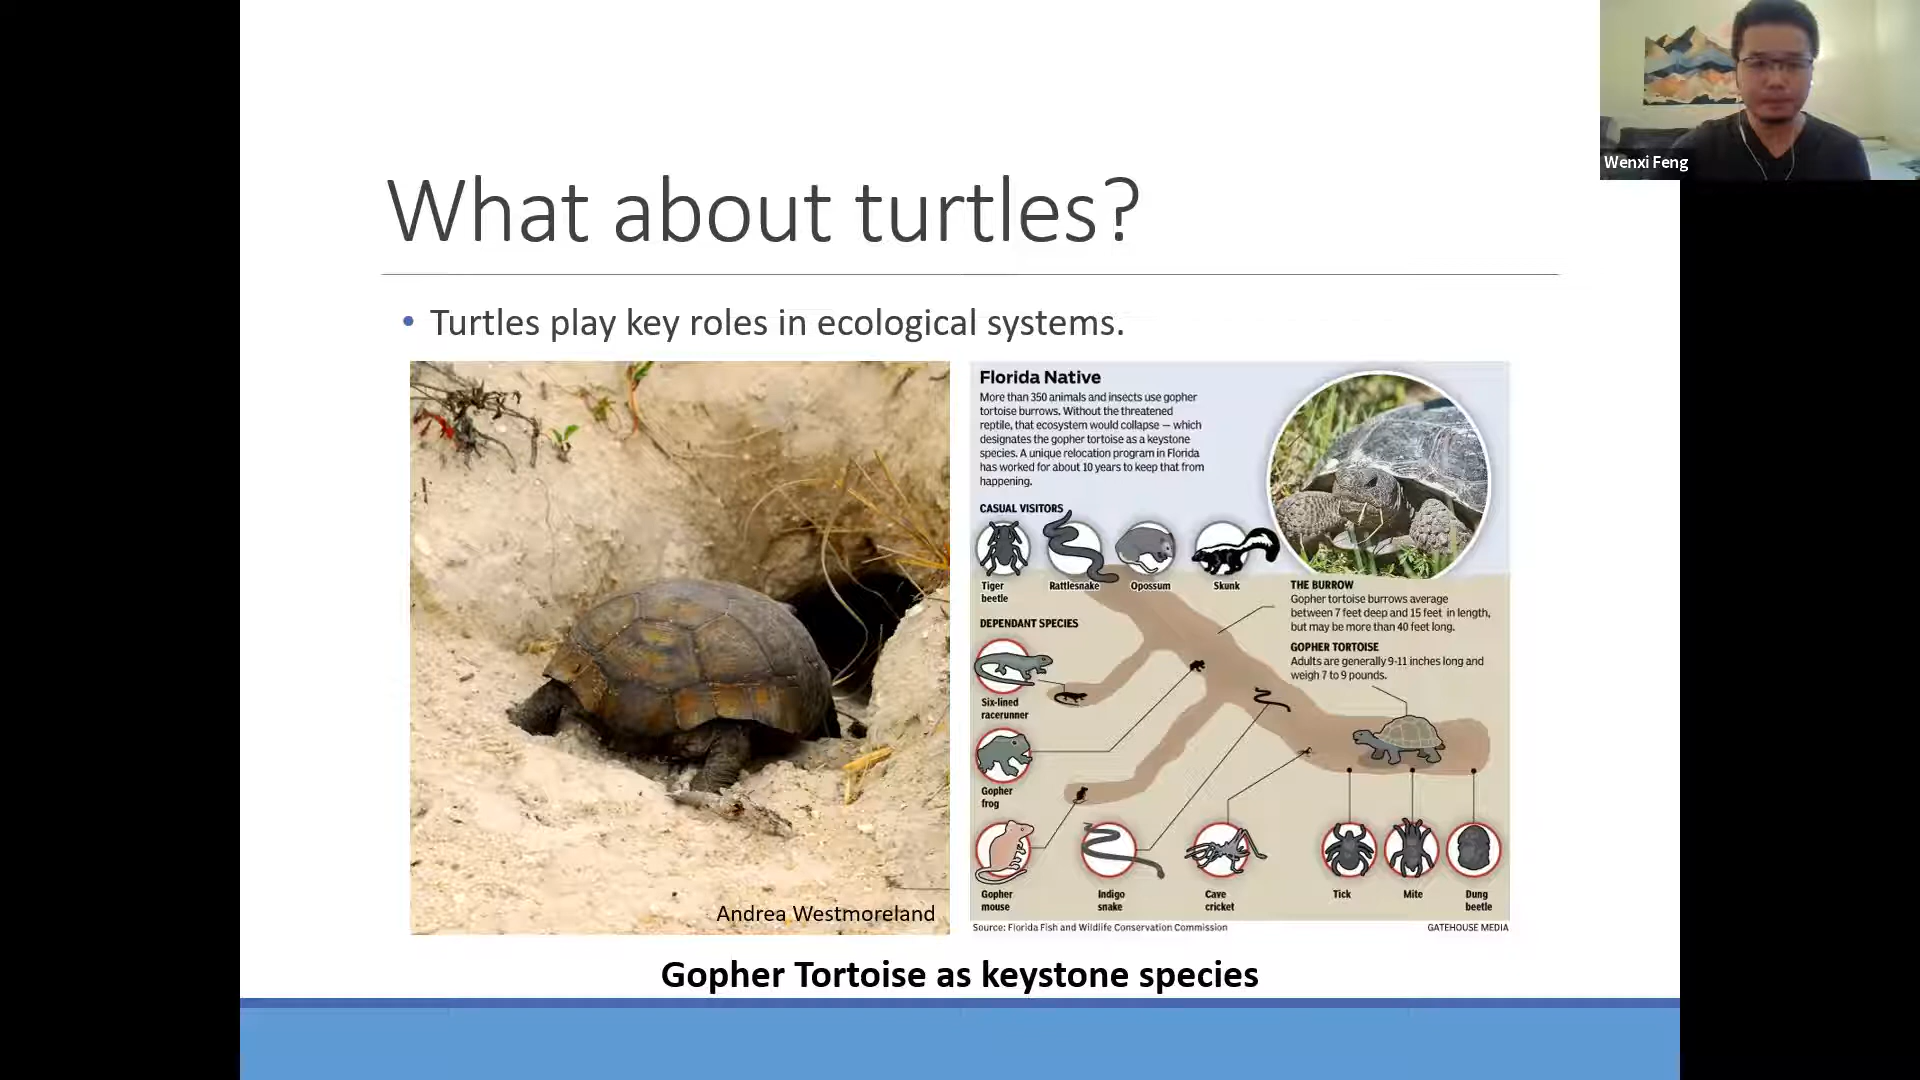 Wenxi Feng
What about turtles?
• Turtles play key roles in ecological systems.
Andrea Westmoreland
Florida Native
More than 350 animals and insects use gopher
tortoise burrows. Without the threatened
reptile, that ecosystem would collapse — which
designates the gopher tortoise as a keystone
species. A unique relocation program in Florida
has worked for about 10 years to keep that from
happening.
CASUAL VISITORS
Tiger
beetle
Rattlesnake
Opossum
Skunk
THE BURROW
Gopher tortoise burrows average
between 7 feet deep and 15 feet in length,
but may be more than 40 feet long.
GOPHER TORTOISE
Adults are generally 9-11 inches long and
weigh 7 to 9 pounds.
DEPENDANT SPECIES
Six-lined
racerunner
Gopher
frog
Gopher
mouse
Indigo
snake
Cave
cricket
Tick
Mite
Dung
beetle
Source: Florida Fish and Wildlife Conservation Commission
GATEHOUSE MEDIA
Gopher Tortoise as keystone species